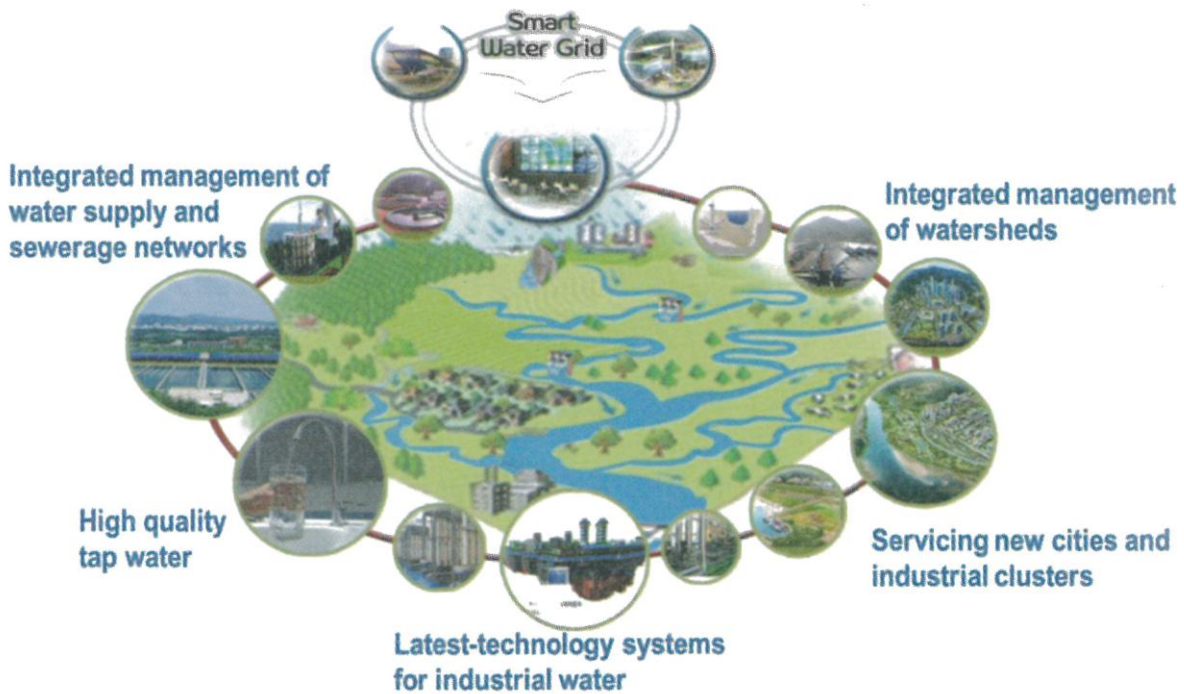 Smart
Water Grid
Integrated management of
water supply and
sewerage networks
Integrated management
of watersheds
High quality
tap water
Servicing new cities and
industrial clusters
Latest-technology systems
for industrial water